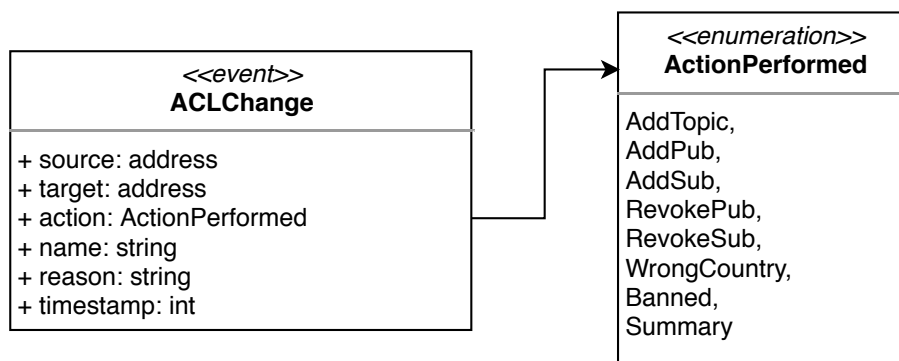 <<event>>
ACLChange
+ source: address
+ target: address
+ action: ActionPerformed
+ name: string
+ reason: string
+ timestamp: int
<<enumeration>>
ActionPerformed
AddTopic,
AddPub,
AddSub,
RevokePub,
RevokeSub,
WrongCountry,
Banned,
Summary